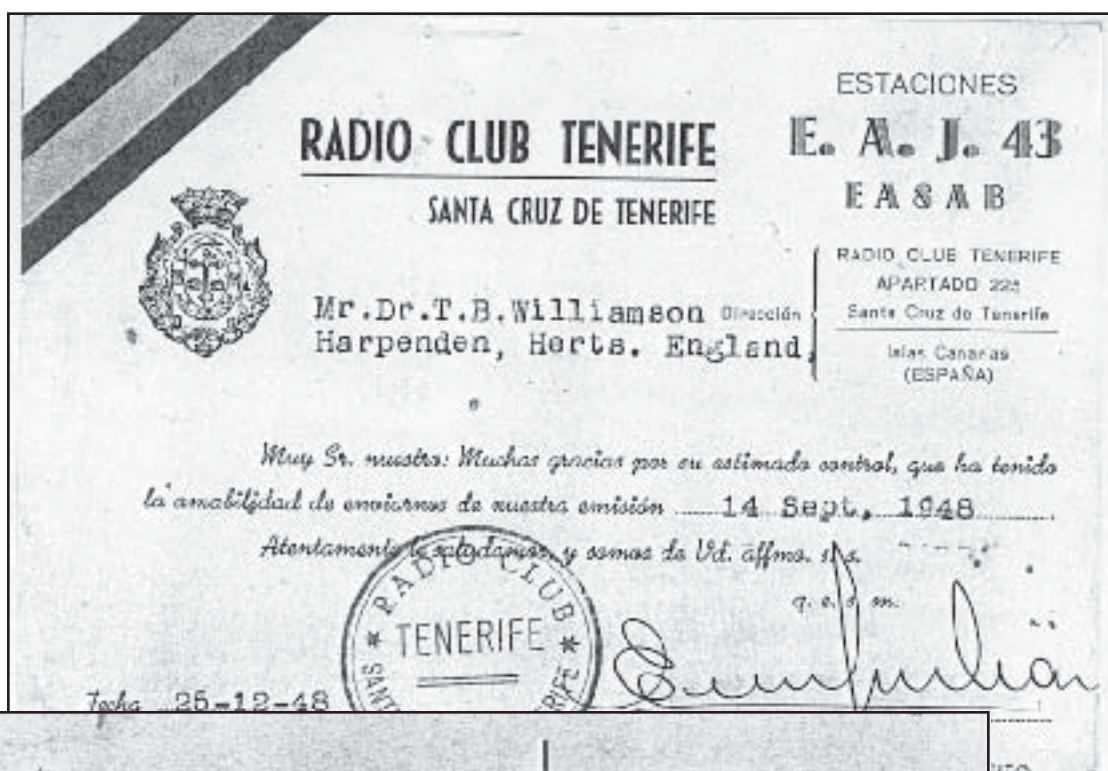 ESTACIONES
RADIO CLUB TENERIFE
E. A. J. 43
EA8AB
SANTA CRUZ DE TENERIFE
RADIO CLUB TENERIFE
APARTADO 225
Santa Cruz de Tenerife
Islas Canarias
(ESPAÑA)
Mr.Dr.T.B.Williamson Dirección
Harpenden, Herts. England,
Muy Sr. nuestro: Muchas gracias por su estimado control, que ha tenido
la amabilidad de enviarnos de nuestra emisión 14 Sept, 1948
Atentamente le saludamos, y somos de Vd. affmo. s. s.
q. e. s. m.
RADIO CLUB
TENERIFE
Fecha 25-12-48